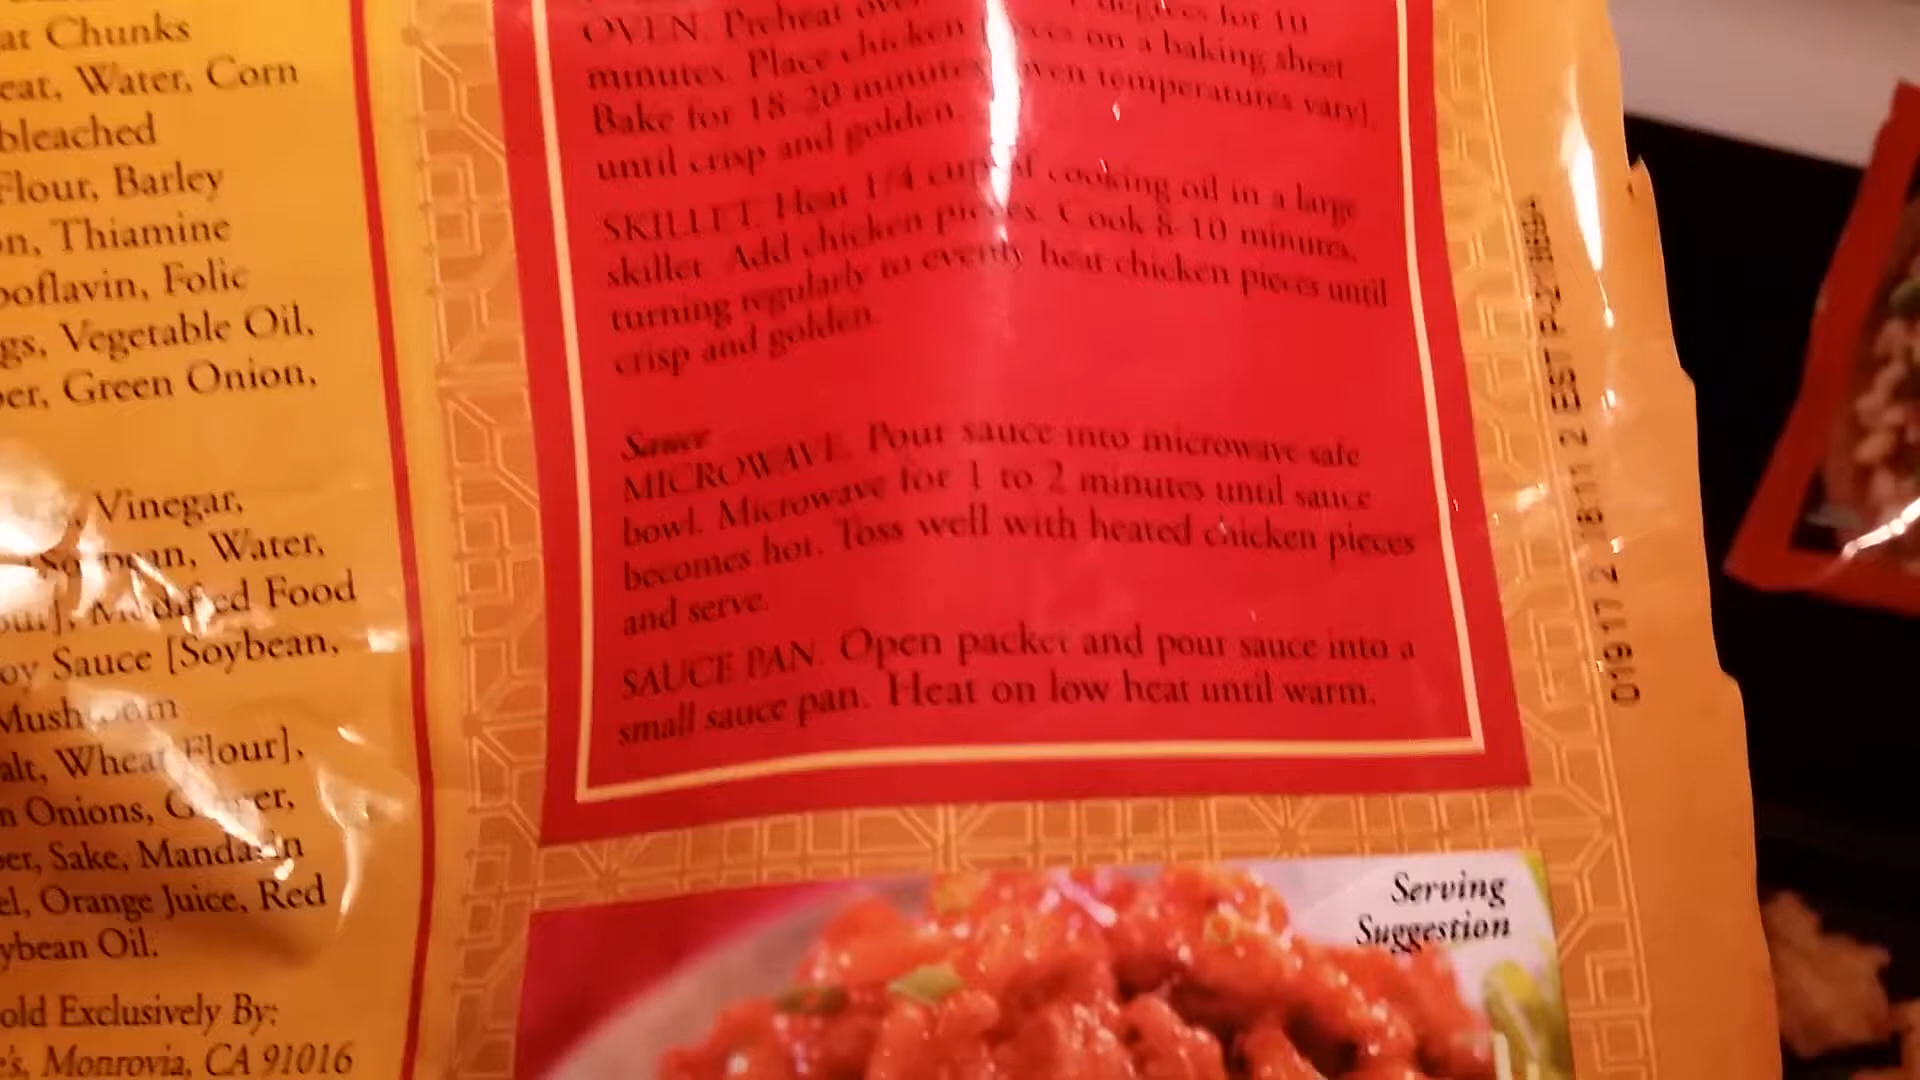 at Chunks
eat, Water, Corn
bleached
Flour, Barley
on, Thiamine
boflavin, Folic
gs, Vegetable Oil,
per, Green Onion,
Vinegar,
Water,
our], Modified Food
oy Sauce [Soybean,
Mushroom
alt, Wheat Flour],
n Onions, Ginger,
per, Sake, Mandarin
el, Orange Juice, Red
ybean Oil.
old Exclusively By:
e's, Monrovia, CA 91016
OVEN. Preheat degrees for 10
minutes. Place chicken on a baking sheet
Bake for 18-20 minutes oven temperatures vary),
until crisp and golden.
SKILLET. Heat 1/4 cup of cooking oil in a large
skillet. Add chicken pieces. Cook 8-10 minutes,
turning regularly to evenly heat chicken pieces until
crisp and golden.
Sauce
MICROWAVE. Pour sauce into microwave safe
bowl. Microwave for 1 to 2 minutes until sauce
becomes hot. Toss well with heated chicken pieces
and serve.
SAUCE PAN. Open packet and pour sauce into a
small sauce pan. Heat on low heat until warm.
Serving
Suggestion
2 EST
019172